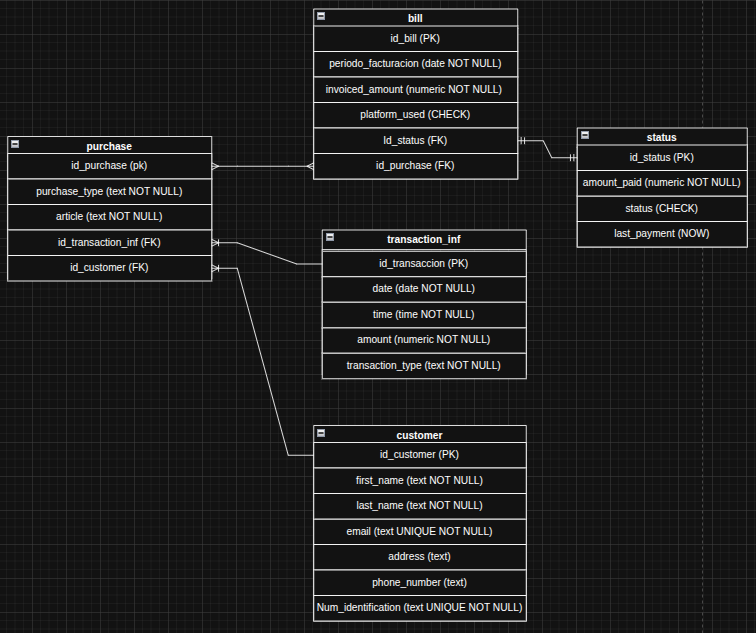 bill
id_bill (PK)
periodo_facturacion (date NOT NULL)
invoiced_amount (numeric NOT NULL)
platform_used (CHECK)
Id_status (FK)
id_purchase (FK)
purchase
id_purchase (pk)
purchase_type (text NOT NULL)
article (text NOT NULL)
id_transaction_inf (FK)
id_customer (FK)
status
id_status (PK)
amount_paid (numeric NOT NULL)
status (CHECK)
last_payment (NOW)
transaction_inf
id_transaccion (PK)
date (date NOT NULL)
time (time NOT NULL)
amount (numeric NOT NULL)
transaction_type (text NOT NULL)
customer
id_customer (PK)
first_name (text NOT NULL)
last_name (text NOT NULL)
email (text UNIQUE NOT NULL)
address (text)
phone_number (text)
Num_identification (text UNIQUE NOT NULL)